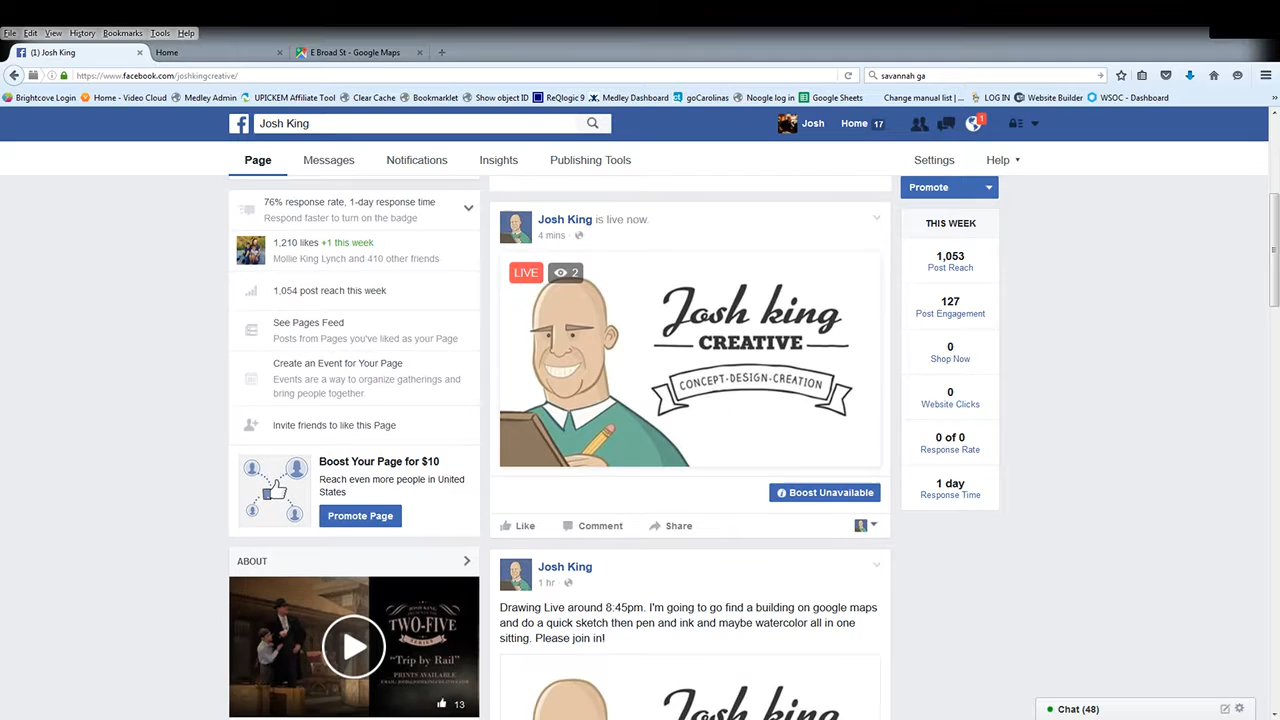 File Edit View History Bookmarks Tools Help
(1) Josh King × Home × E Broad St - Google Maps × +
https://www.facebook.com/joshkingcreative/ savannah ga
Brightcove Login Home - Video Cloud Medley Admin UPICKEM Affiliate Tool Clear Cache Bookmarklet Show object ID ReQlogic 9 Medley Dashboard goCarolinas Noogle log in Google Sheets Change manual list | ... LOG IN Website Builder WSOC - Dashboard
Josh King Josh Home 17 1
Page Messages Notifications Insights Publishing Tools Settings Help
76% response rate, 1-day response time
Respond faster to turn on the badge
1,210 likes +1 this week
Mollie King Lynch and 410 other friends
1,054 post reach this week
See Pages Feed
Posts from Pages you've liked as your Page
Create an Event for Your Page
Events are a way to organize gatherings and
bring people together.
Invite friends to like this Page
Boost Your Page for $10
Reach even more people in United
States
Promote Page
ABOUT
JOSH KING
TWO-FIVE
SERIES
"Trip by Rail"
PRINTS AVAILABLE
13
Josh King is live now.
4 mins
LIVE 2
Josh king
CREATIVE
CONCEPT-DESIGN-CREATION
Boost Unavailable
Like Comment Share
Josh King
1 hr
Drawing Live around 8:45pm. I'm going to go find a building on google maps
and do a quick sketch then pen and ink and maybe watercolor all in one
sitting. Please join in!
Josh king
Promote
THIS WEEK
1,053
Post Reach
127
Post Engagement
0
Shop Now
0
Website Clicks
0 of 0
Response Rate
1 day
Response Time
Chat (48)